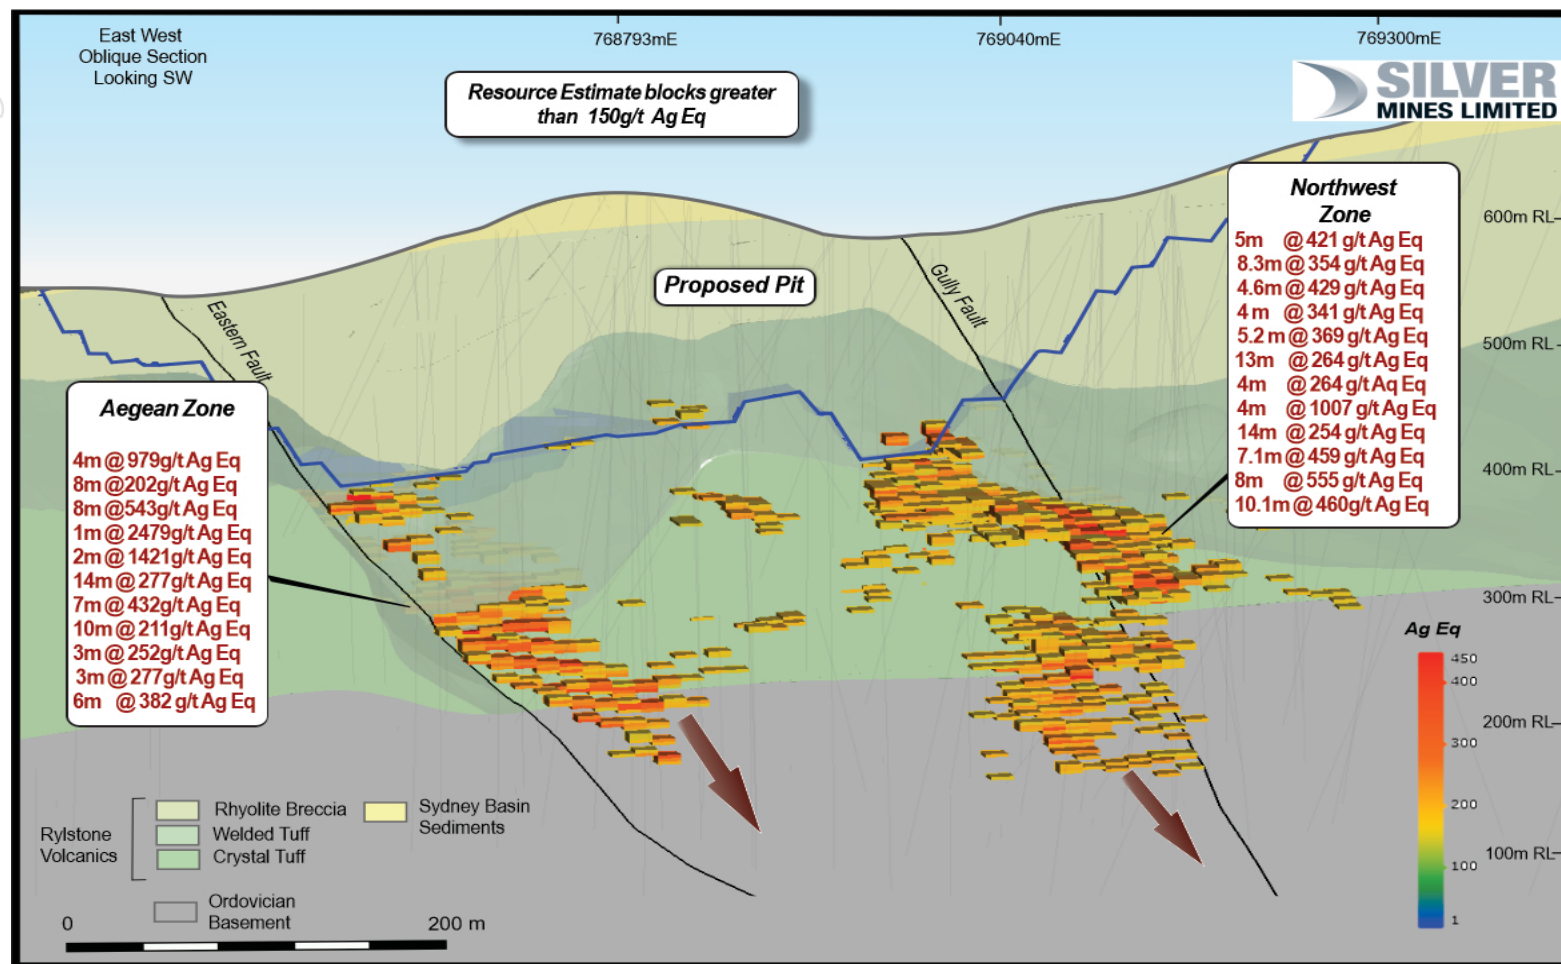 East West
Oblique Section
Looking SW
768793mE
769040mE
769300mE
Resource Estimate blocks greater
than 150g/t Ag Eq
SILVER
MINES LIMITED
Northwest
Zone
5m @ 421 g/t Ag Eq
8.3m @ 354 g/t Ag Eq
4.6m @ 429 g/t Ag Eq
4 m @ 341 g/t Ag Eq
5.2 m @ 369 g/t Ag Eq
13m @ 264 g/t Ag Eq
4m @ 264 g/t Aq Eq
4m @ 1007 g/t Ag Eq
14m @ 254 g/t Ag Eq
7.1m @ 459 g/t Ag Eq
8m @ 555 g/t Ag Eq
10.1m @ 460g/t Ag Eq
600m RL
500m RL
400m RL
300m RL
200m RL
100m RL
Proposed Pit
Gully Fault
Eastern Fault
Aegean Zone
4m @ 979g/t Ag Eq
8m @ 202g/t Ag Eq
8m @ 543g/t Ag Eq
1m @ 2479g/t Ag Eq
2m @ 1421g/t Ag Eq
14m @ 277g/t Ag Eq
7m @ 432g/t Ag Eq
10m @ 211g/t Ag Eq
3m @ 252g/t Ag Eq
3m @ 277g/t Ag Eq
6m @ 382 g/t Ag Eq
Ag Eq
450
400
300
200
100
1
Rylstone
Volcanics
Rhyolite Breccia
Welded Tuff
Crystal Tuff
Sydney Basin
Sediments
Ordovician
Basement
0
200 m